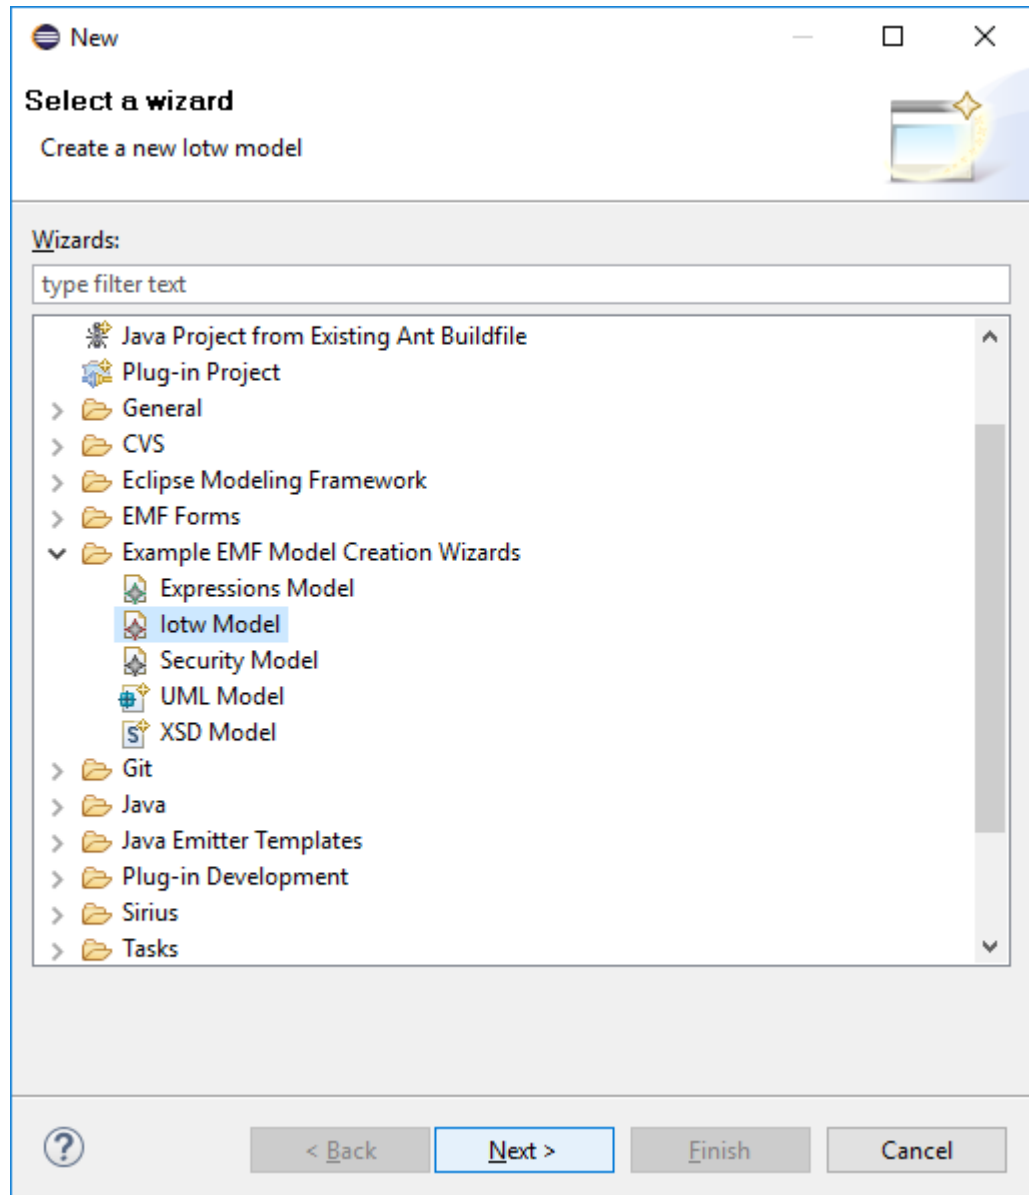 New
Select a wizard
Create a new Iotw model
Wizards:
type filter text
Java Project from Existing Ant Buildfile
Plug-in Project
General
CVS
Eclipse Modeling Framework
EMF Forms
Example EMF Model Creation Wizards
Expressions Model
Iotw Model
Security Model
UML Model
XSD Model
Git
Java
Java Emitter Templates
Plug-in Development
Sirius
Tasks
< Back Next > Finish Cancel